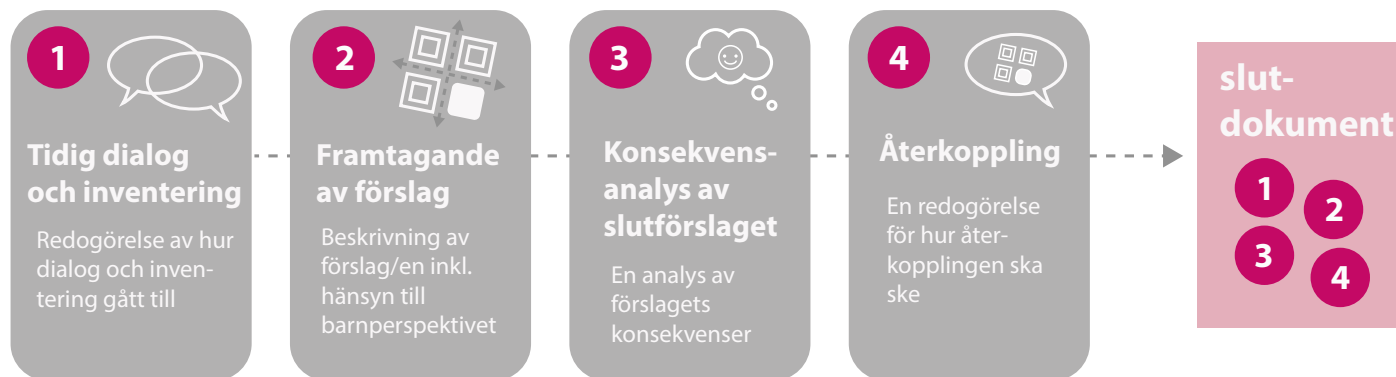 1
Tidig dialog
och inventering
Redogörelse av hur
dialog och inven-
tering gått till
2
Framtagande
av förslag
Beskrivning av
förslag/en inkl.
hänsyn till
barnperspektivet
3
Konsekvens-
analys av
slutförslaget
En analys av
förslagets
konsekvenser
4
Återkoppling
En redogörelse
för hur åter-
kopplingen ska
ske
slut-
dokument
1
2
3
4